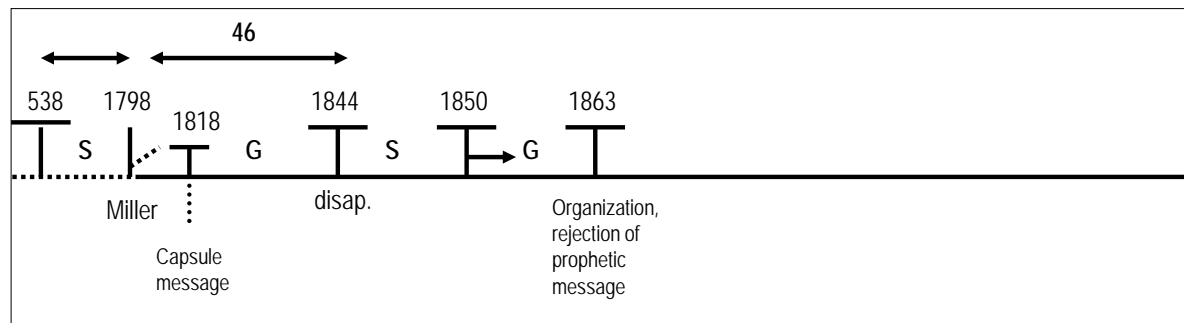 46
538
1798
1818
1844
1850
1863
S
G
S
G
Miller
disap.
Capsule
message
Organization,
rejection of
prophetic
message